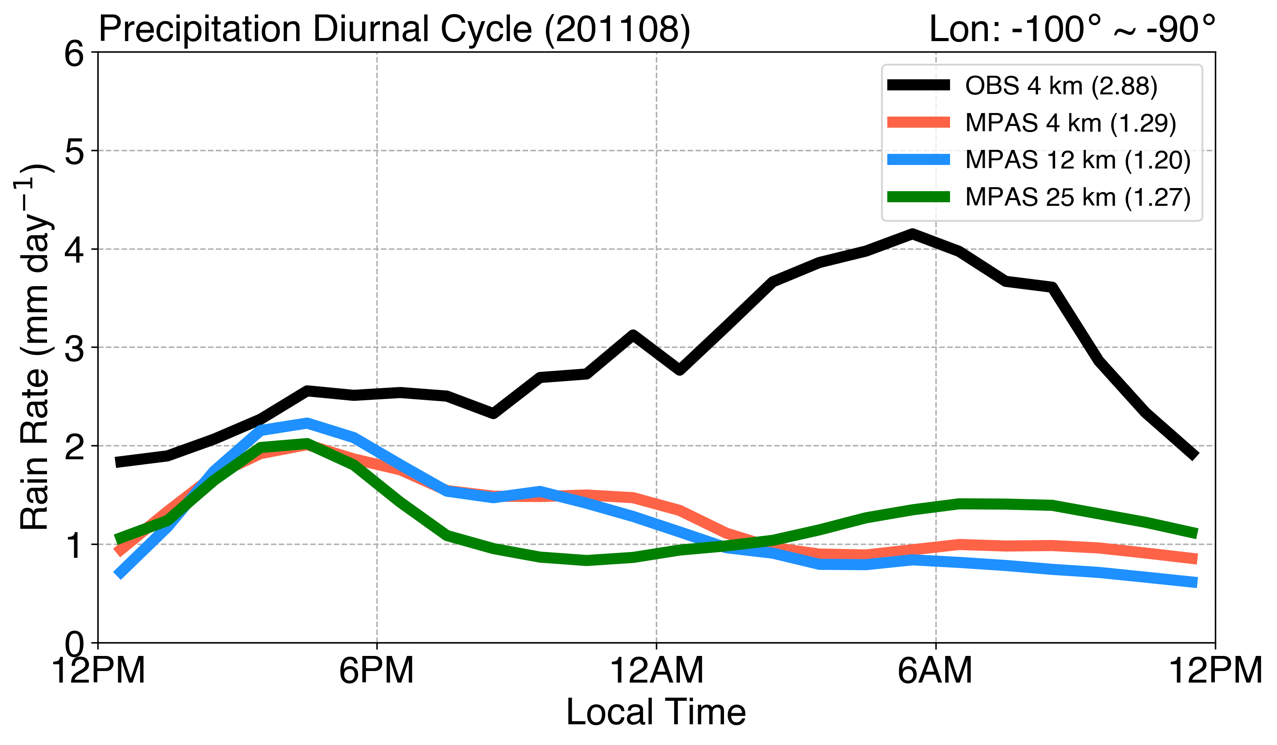 Precipitation Diurnal Cycle (201108) Lon: -100° ~ -90°
OBS 4 km (2.88)
MPAS 4 km (1.29)
MPAS 12 km (1.20)
MPAS 25 km (1.27)
Rain Rate (mm day⁻¹)
6
5
4
3
2
1
0
12PM 6PM 12AM 6AM 12PM
Local Time